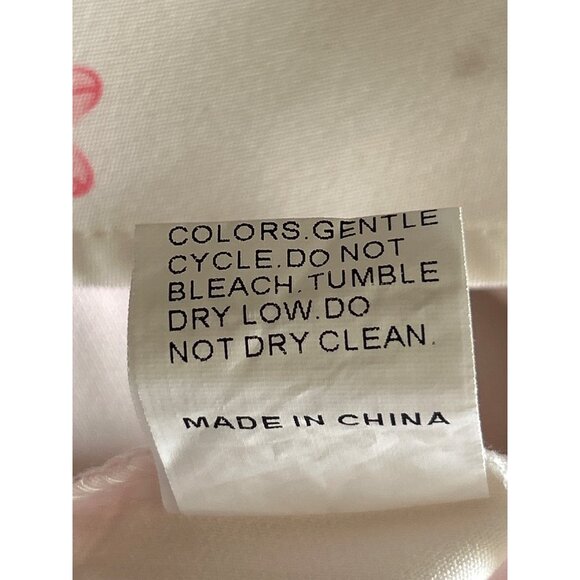 COLORS.GENTLE
CYCLE.DO NOT
BLEACH.TUMBLE
DRY LOW.DO
NOT DRY CLEAN.
MADE IN CHINA